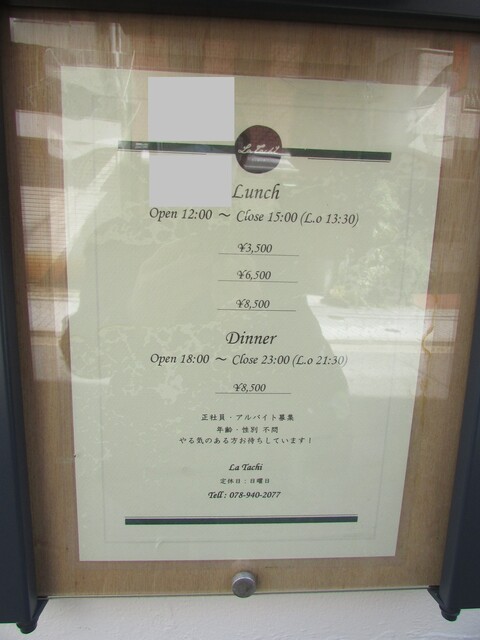 La Tachi
Lunch
Open 12:00 ～ Close 15:00 (L.o 13:30)
¥3,500
¥6,500
¥8,500
Dinner
Open 18:00 ～ Close 23:00 (L.o 21:30)
¥8,500
正社員・アルバイト募集
年齢・性別 不問
やる気のある方お待ちしています！
La Tachi
定休日：日曜日
Tell : 078-940-2077